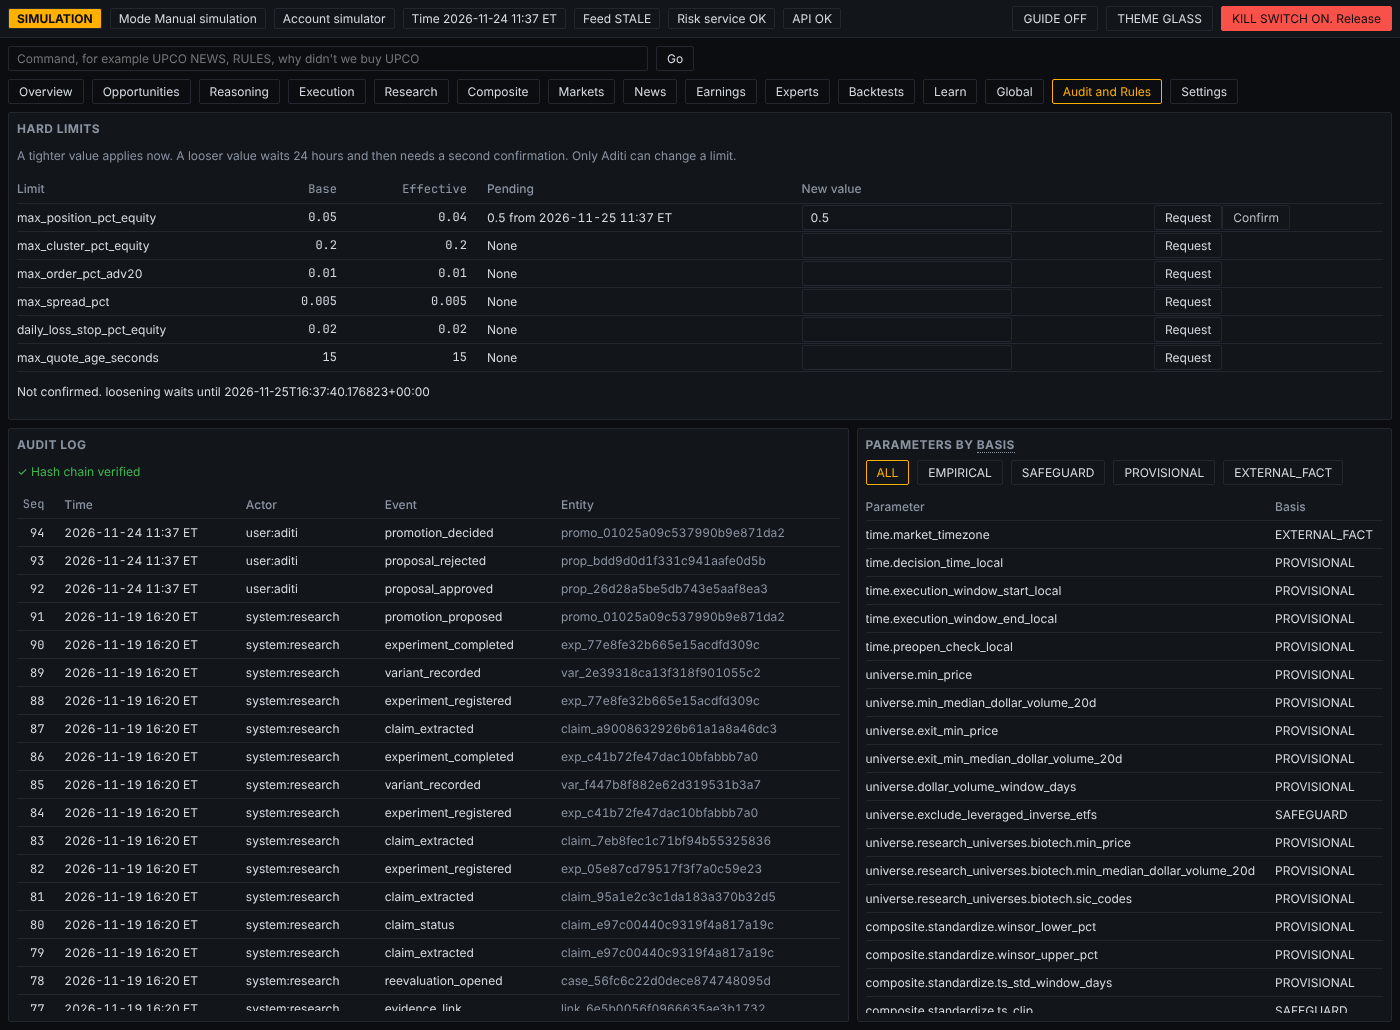 SIMULATION Mode Manual simulation Account simulator Time 2026-11-24 11:37 ET Feed STALE Risk service OK API OK GUIDE OFF THEME GLASS KILL SWITCH ON. Release
Command, for example UPCO NEWS, RULES, why didn't we buy UPCO Go
Overview Opportunities Reasoning Execution Research Composite Markets News Earnings Experts Backtests Learn Global Audit and Rules Settings
HARD LIMITS
A tighter value applies now. A looser value waits 24 hours and then needs a second confirmation. Only Aditi can change a limit.
Limit Base Effective Pending New value
max_position_pct_equity 0.05 0.04 0.5 from 2026-11-25 11:37 ET 0.5 Request Confirm
max_cluster_pct_equity 0.2 0.2 None Request
max_order_pct_adv20 0.01 0.01 None Request
max_spread_pct 0.005 0.005 None Request
daily_loss_stop_pct_equity 0.02 0.02 None Request
max_quote_age_seconds 15 15 None Request
Not confirmed. loosening waits until 2026-11-25T16:37:40.176823+00:00
AUDIT LOG
✓ Hash chain verified
Seq Time Actor Event Entity
94 2026-11-24 11:37 ET user:aditi promotion_decided promo_01025a09c537990b9e871da2
93 2026-11-24 11:37 ET user:aditi proposal_rejected prop_bdd9d0d1f331c941aafe0d5b
92 2026-11-24 11:37 ET user:aditi proposal_approved prop_26d28a5be5db743e5aaf8ea3
91 2026-11-19 16:20 ET system:research promotion_proposed promo_01025a09c537990b9e871da2
90 2026-11-19 16:20 ET system:research experiment_completed exp_77e8fe32b665e15acdfd309c
89 2026-11-19 16:20 ET system:research variant_recorded var_2e39318ca13f318f901055c2
88 2026-11-19 16:20 ET system:research experiment_registered exp_77e8fe32b665e15acdfd309c
87 2026-11-19 16:20 ET system:research claim_extracted claim_a9008632926b61a1a8a46dc3
86 2026-11-19 16:20 ET system:research experiment_completed exp_c41b72fe47dac10bfabbb7a0
85 2026-11-19 16:20 ET system:research variant_recorded var_f447b8f882e62d319531b3a7
84 2026-11-19 16:20 ET system:research experiment_registered exp_c41b72fe47dac10bfabbb7a0
83 2026-11-19 16:20 ET system:research claim_extracted claim_7eb8fec1c71bf94b55325836
82 2026-11-19 16:20 ET system:research experiment_registered exp_05e87cd79517f3f7a0c59e23
81 2026-11-19 16:20 ET system:research claim_extracted claim_95a1e2c3c1da183a370b32d5
80 2026-11-19 16:20 ET system:research claim_status claim_e97c00440c9319f4a817a19c
79 2026-11-19 16:20 ET system:research claim_extracted claim_e97c00440c9319f4a817a19c
78 2026-11-19 16:20 ET system:research reevaluation_opened case_56fc6c22d0dece874748095d
77 2026-11-19 16:20 ET system:research evidence_link link_6e5b0056f0966635ae3b1732
PARAMETERS BY BASIS
ALL EMPIRICAL SAFEGUARD PROVISIONAL EXTERNAL_FACT
Parameter Basis
time.market_timezone EXTERNAL_FACT
time.decision_time_local PROVISIONAL
time.execution_window_start_local PROVISIONAL
time.execution_window_end_local PROVISIONAL
time.preopen_check_local PROVISIONAL
universe.min_price PROVISIONAL
universe.min_median_dollar_volume_20d PROVISIONAL
universe.exit_min_price PROVISIONAL
universe.exit_min_median_dollar_volume_20d PROVISIONAL
universe.dollar_volume_window_days PROVISIONAL
universe.exclude_leveraged_inverse_etfs SAFEGUARD
universe.research_universes.biotech.min_price PROVISIONAL
universe.research_universes.biotech.min_median_dollar_volume_20d PROVISIONAL
universe.research_universes.biotech.sic_codes PROVISIONAL
composite.standardize.winsor_lower_pct PROVISIONAL
composite.standardize.winsor_upper_pct PROVISIONAL
composite.standardize.ts_std_window_days PROVISIONAL
composite.standardize.ts_clip SAFEGUARD